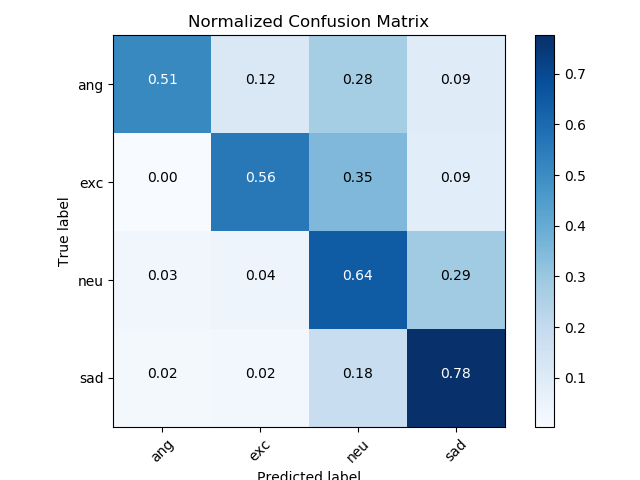 Normalized Confusion Matrix
True label
ang 0.51 0.12 0.28 0.09
exc 0.00 0.56 0.35 0.09
neu 0.03 0.04 0.64 0.29
sad 0.02 0.02 0.18 0.78
ang exc neu sad
Predicted label
0.7
0.6
0.5
0.4
0.3
0.2
0.1